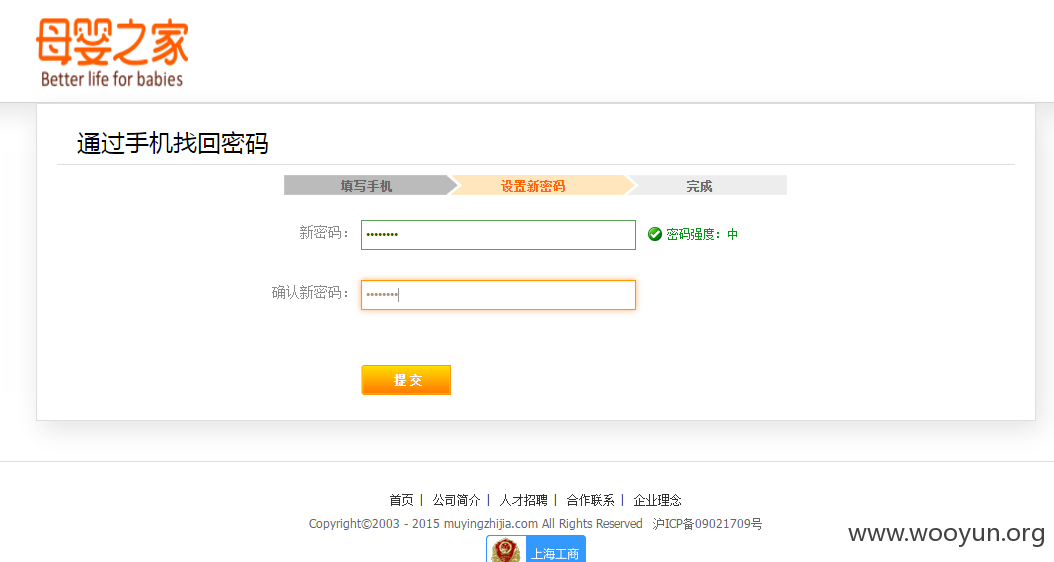 母婴之家
Better life for babies
通过手机找回密码
填写手机 设置新密码 完成
新密码： •••••••• 密码强度：中
确认新密码： ••••••••
提 交
首页 | 公司简介 | 人才招聘 | 合作联系 | 企业理念
Copyright©2003 - 2015 muyingzhijia.com All Rights Reserved 沪ICP备09021709号
上海工商
www.wooyun.org